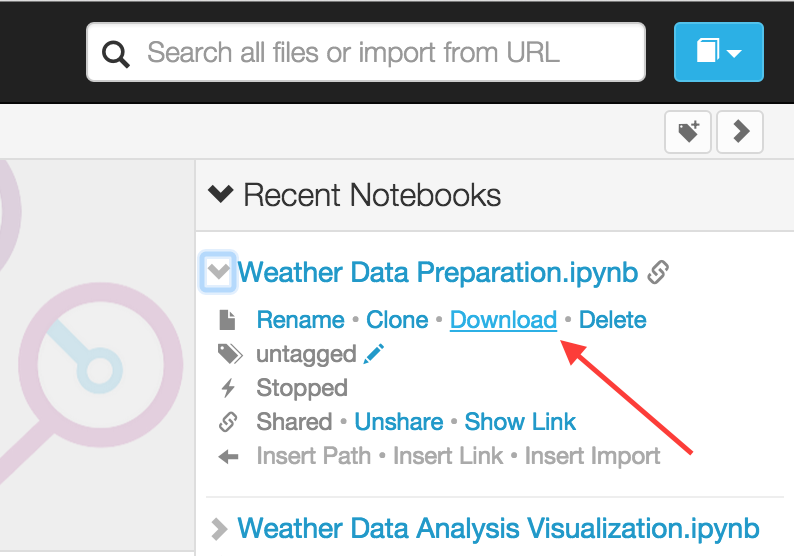 Search all files or import from URL
Recent Notebooks
Weather Data Preparation.ipynb
Rename • Clone • Download • Delete
untagged
Stopped
Shared • Unshare • Show Link
Insert Path • Insert Link • Insert Import
Weather Data Analysis Visualization.ipynb